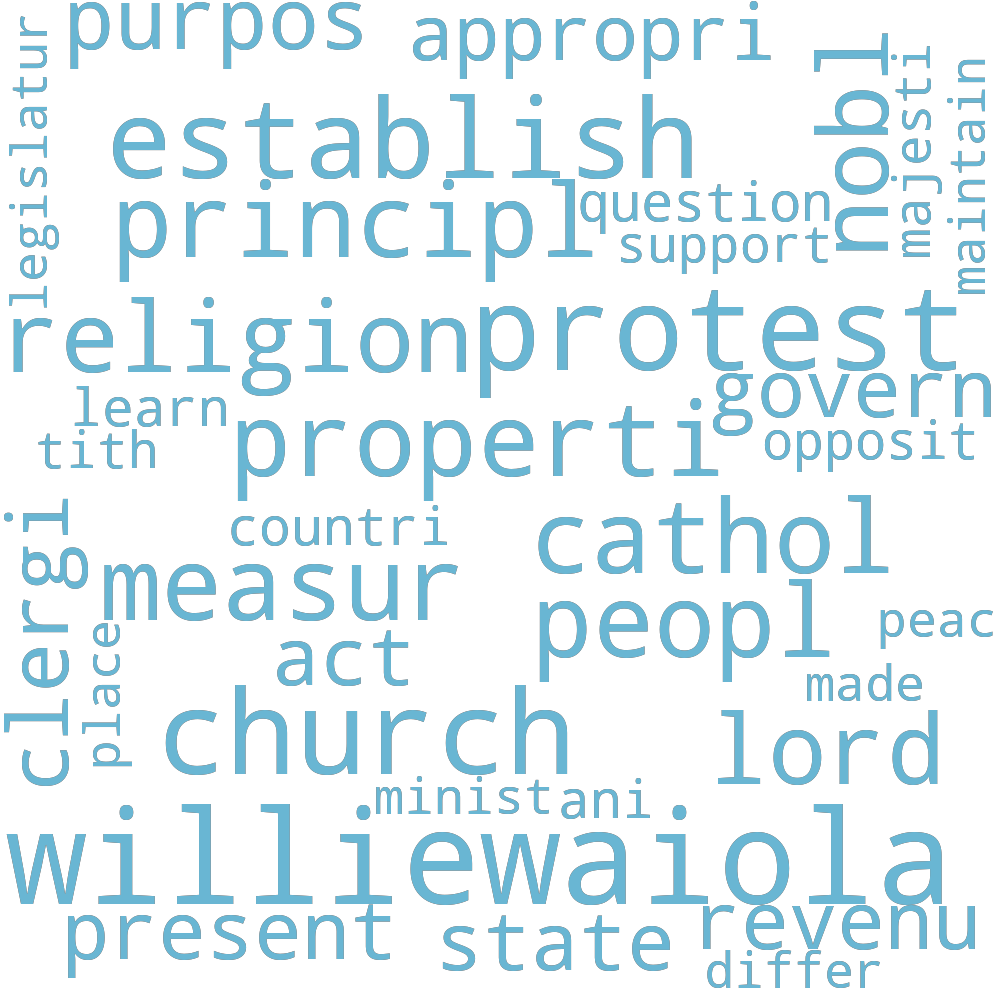 purpos
appropri
legislatur
nobl
majesti
maintain
establish
principl
question
support
religion
protest
learn
govern
tith
properti
opposit
clergi
countri
cathol
measur
peopl
peac
place
act
made
church
lord
minist
ani
williewaiola
present
state
revenu
differ